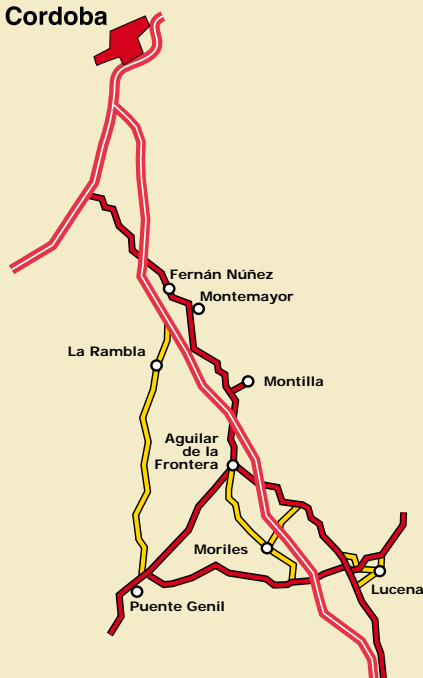 Cordoba
Fernán Núñez
Montemayor
La Rambla
Montilla
Aguilar
de la
Frontera
Moriles
Lucena
Puente Genil